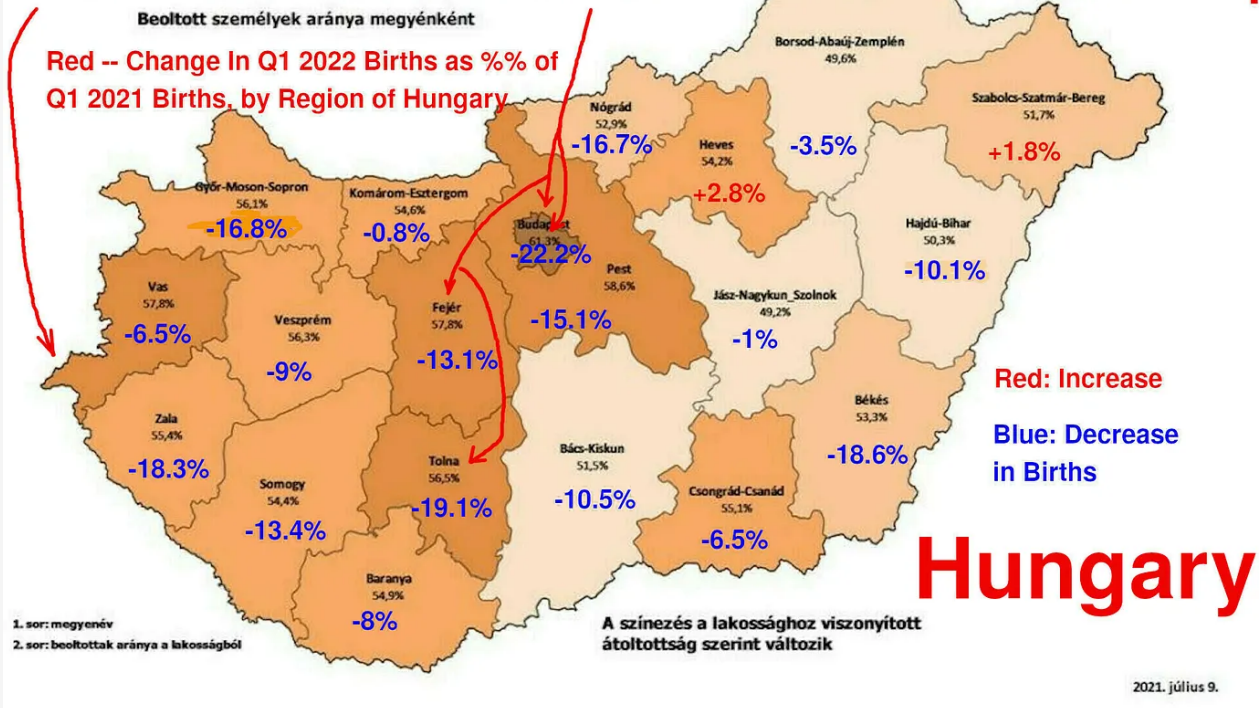 Beoltott személyek aránya megyénként
Red -- Change In Q1 2022 Births as %% of
Q1 2021 Births, by Region of Hungary
Borsod-Abaúj-Zemplén
49,6%
-3.5%
Szabolcs-Szatmár-Bereg
51,7%
+1.8%
Nógrád
52,9%
-16.7%
Heves
54,2%
+2.8%
Győr-Moson-Sopron
56,1%
-16.8%
Komárom-Esztergom
54,6%
-0.8%
Budapest
61,3%
-22.2%
Pest
58,6%
-15.1%
Hajdú-Bihar
50,3%
-10.1%
Vas
57,8%
-6.5%
Veszprém
56,3%
-9%
Fejér
57,8%
-13.1%
Jász-Nagykun_Szolnok
49,2%
-1%
Red: Increase
Blue: Decrease
in Births
Zala
55,4%
-18.3%
Békés
53,3%
-18.6%
Somogy
54,4%
-13.4%
Tolna
56,5%
-19.1%
Bács-Kiskun
51,5%
-10.5%
Csongrád-Csanád
55,1%
-6.5%
Hungary
Baranya
54,9%
-8%
1. sor: megyenév
2. sor: beoltottak aránya a lakosságból
A színezés a lakossághoz viszonyított
átoltottság szerint változik
2021. július 9.